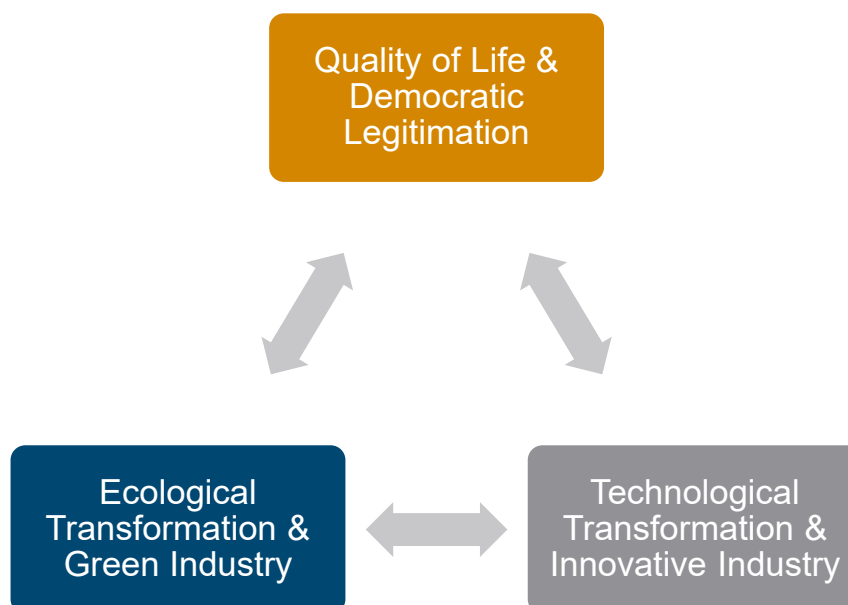 Quality of Life &
Democratic
Legitimation
Ecological
Transformation &
Green Industry
Technological
Transformation &
Innovative Industry